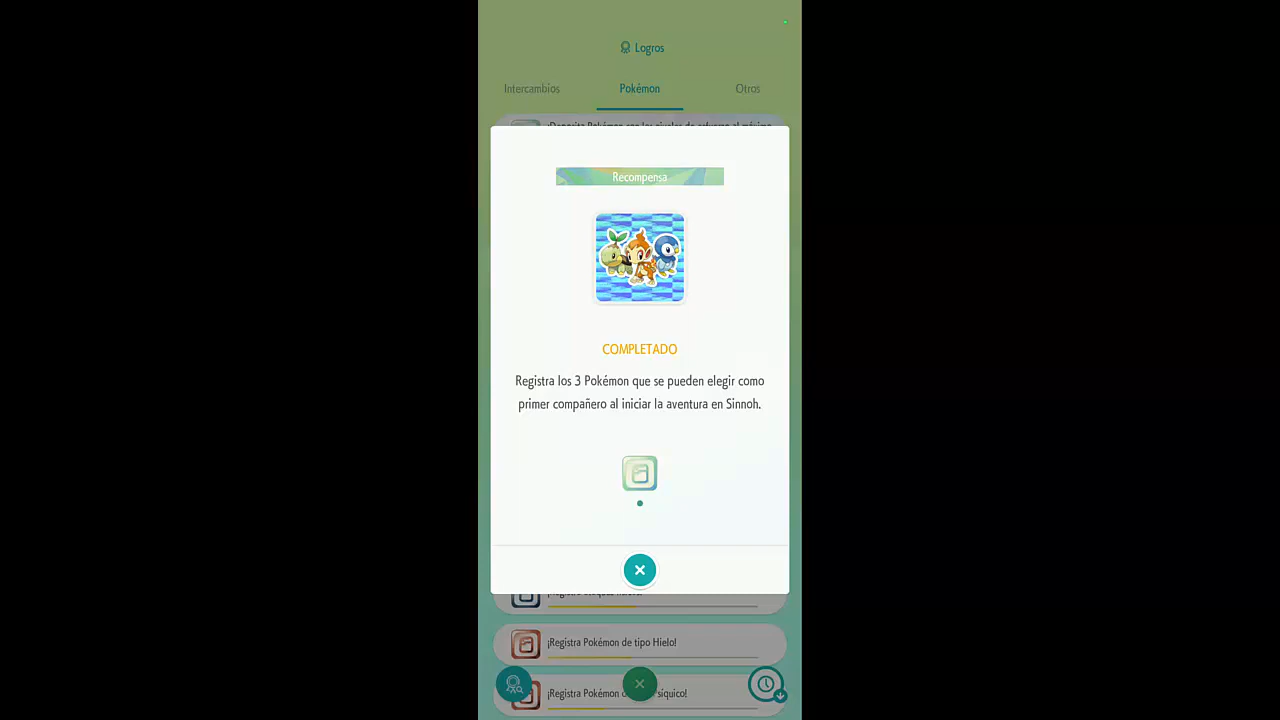 Logros
Intercambios
Pokémon
Otros
Recompensa
COMPLETADO
Registra los 3 Pokémon que se pueden elegir como
primer compañero al iniciar la aventura en Sinnoh.
¡Registra Pokémon de tipo Hielo!
¡Registra Pokémon síquico!